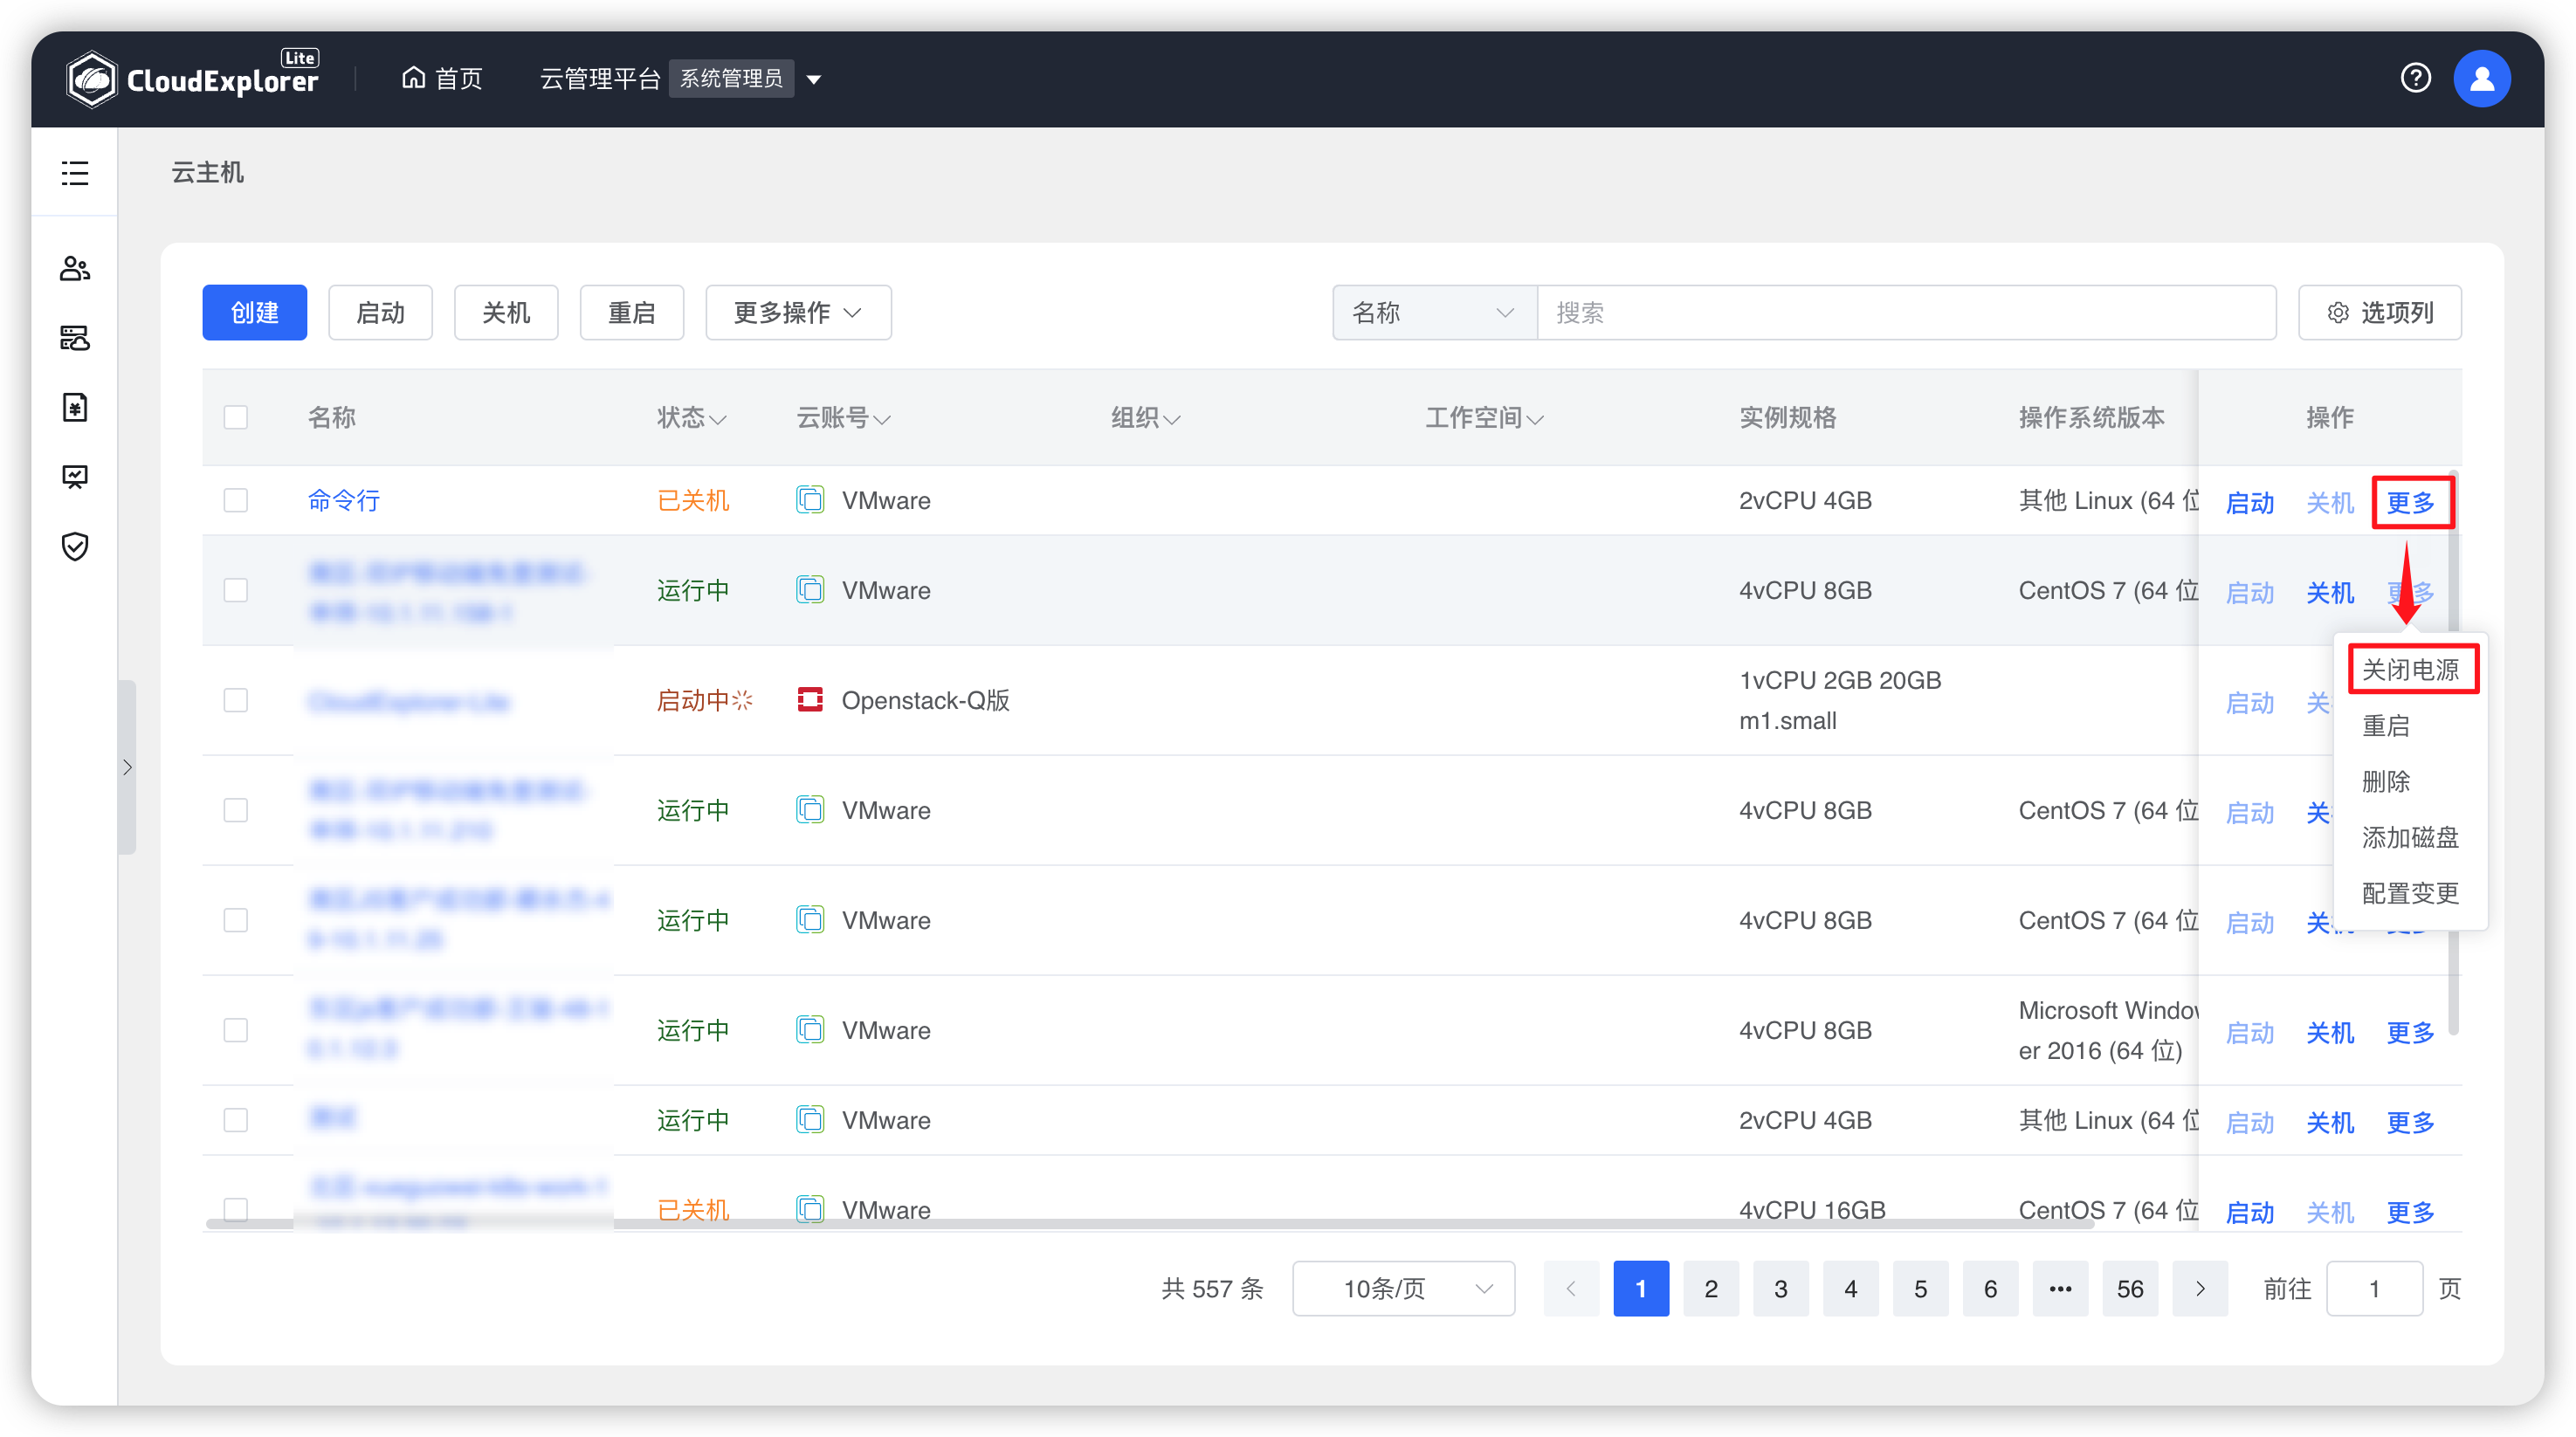 CloudExplorer Lite
首页
云管理平台 系统管理员
云主机
创建 启动 关机 重启 更多操作 名称 搜索 选项列
名称 状态 云账号 组织 工作空间 实例规格 操作系统版本 操作
命令行 已关机 VMware 2vCPU 4GB 其他 Linux (64 位 启动 关机 更多
运行中 VMware 4vCPU 8GB CentOS 7 (64 位 启动 关机 更多
启动中 Openstack-Q版 1vCPU 2GB 20GB
m1.small
启动
运行中 VMware 4vCPU 8GB CentOS 7 (64 位 启动
运行中 VMware 4vCPU 8GB CentOS 7 (64 位 启动
运行中 VMware 4vCPU 8GB Microsoft Window
er 2016 (64 位)
启动 关机 更多
运行中 VMware 2vCPU 4GB 其他 Linux (64 位 启动 关机 更多
已关机 VMware 4vCPU 16GB CentOS 7 (64 位 启动 关机 更多
关闭电源
重启
删除
添加磁盘
配置变更
共 557 条 10条/页 1 2 3 4 5 6 ••• 56 前往 1 页